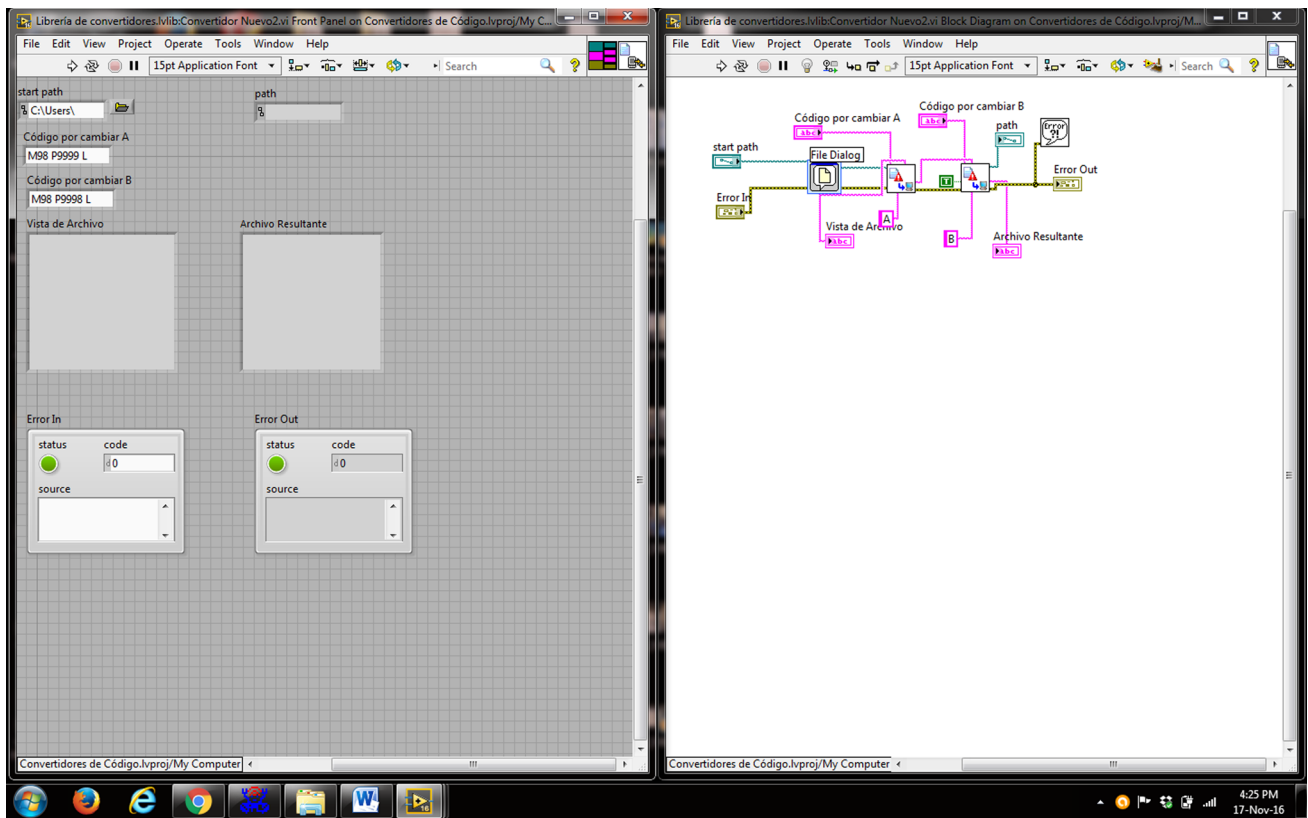 Librería de convertidores.lvlib:Convertidor Nuevo2.vi Front Panel on Convertidores de Código.lvproj/My C...
File Edit View Project Operate Tools Window Help
15pt Application Font
Search
start path
C:\Users\
path
Código por cambiar A
M98 P9999 L
Código por cambiar B
M98 P9998 L
Vista de Archivo
Archivo Resultante
Error In
status
code
d 0
source
Error Out
status
code
d 0
source
Convertidores de Código.lvproj/My Computer
Librería de convertidores.lvlib:Convertidor Nuevo2.vi Block Diagram on Convertidores de Código.lvproj/M...
File Edit View Project Operate Tools Window Help
15pt Application Font
Search
Código por cambiar B
abc
Código por cambiar A
abc
path
Error
?!
start path
File Dialog
Error Out
T
Error In
A
Vista de Archivo
abc
B
Archivo Resultante
abc
Convertidores de Código.lvproj/My Computer
16
4:25 PM
17-Nov-16